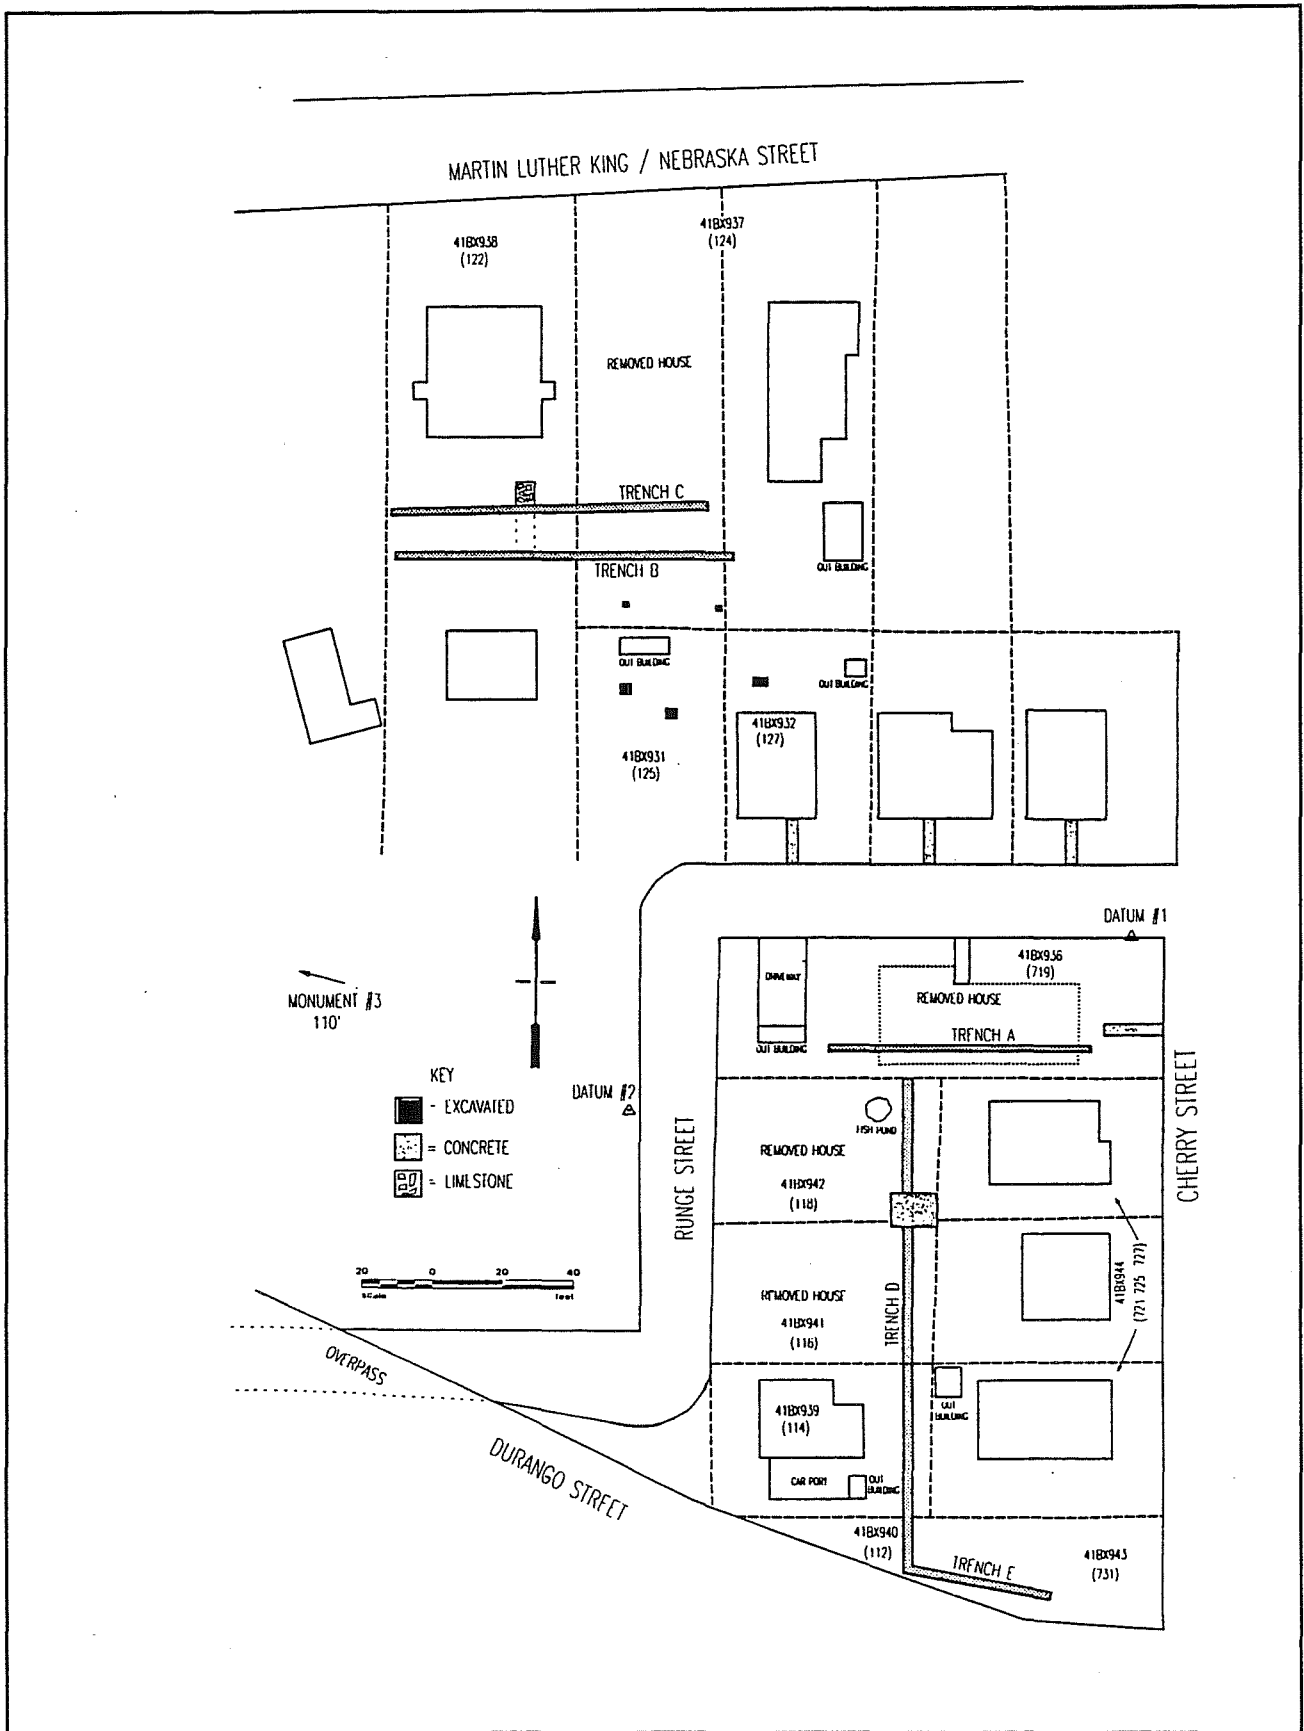 MARTIN LUTHER KING / NEBRASKA STREET
41BX938
(122)
41BX937
(124)
REMOVED HOUSE
TRENCH C
TRENCH B
OUT BUILDING
OUT BUILDING
OUT BUILDING
41BX931
(125)
41BX932
(127)
DATUM #1
41BX936
(719)
DRIVEWAY
REMOVED HOUSE
TRENCH A
OUT BUILDING
MONUMENT #3
110'
KEY
- EXCAVATED
= CONCRETE
= LIMESTONE
DATUM #2
FISH POND
REMOVED HOUSE
41BX942
(118)
RUNGE STREET
CHERRY STREET
20 0 20 40
scale feet
REMOVED HOUSE
41BX941
(116)
TRENCH D
41BX944
(721 725 727)
OVERPASS
41BX939
(114)
OUT
BUILDING
CAR PORT
OUT
BUILDING
DURANGO STREET
41BX940
(112)
TRENCH E
41BX943
(731)